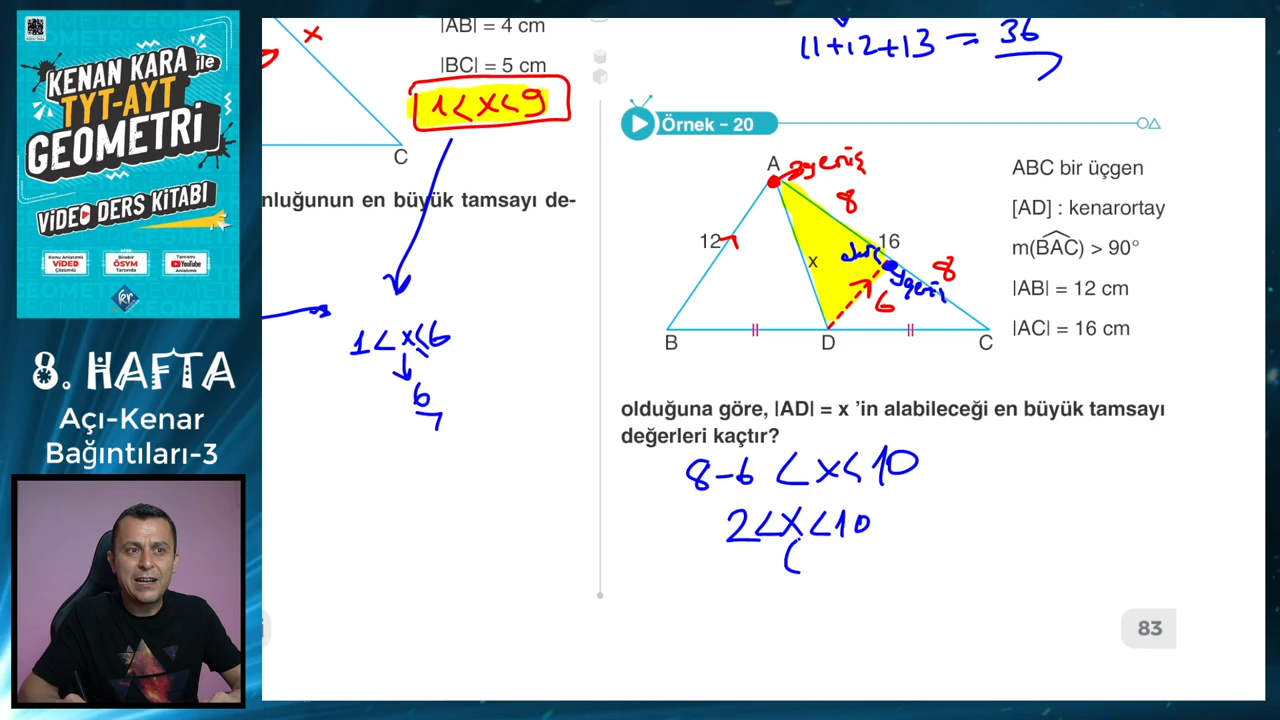 GEOMETRİ
KENAN KARA ile
TYT-AYT
GEOMETRİ
VİDEO DERS KİTABI
8. HAFTA
Açı-Kenar
Bağıntıları-3
x
C
|AB| = 4 cm
|BC| = 5 cm
1 < x < 9
nluğunun en büyük tamsayı de-
1 < x ≤ 6
6
11+12+13 = 36
Örnek - 20
A
geniş
8
12
16
x
8
6
B
D
C
ABC bir üçgen
[AD] : kenarortay
m(BAC) > 90°
|AB| = 12 cm
|AC| = 16 cm
olduğuna göre, |AD| = x 'in alabileceği en büyük tamsayı
değerleri kaçtır?
8-6 < x < 10
2 < x < 10
83